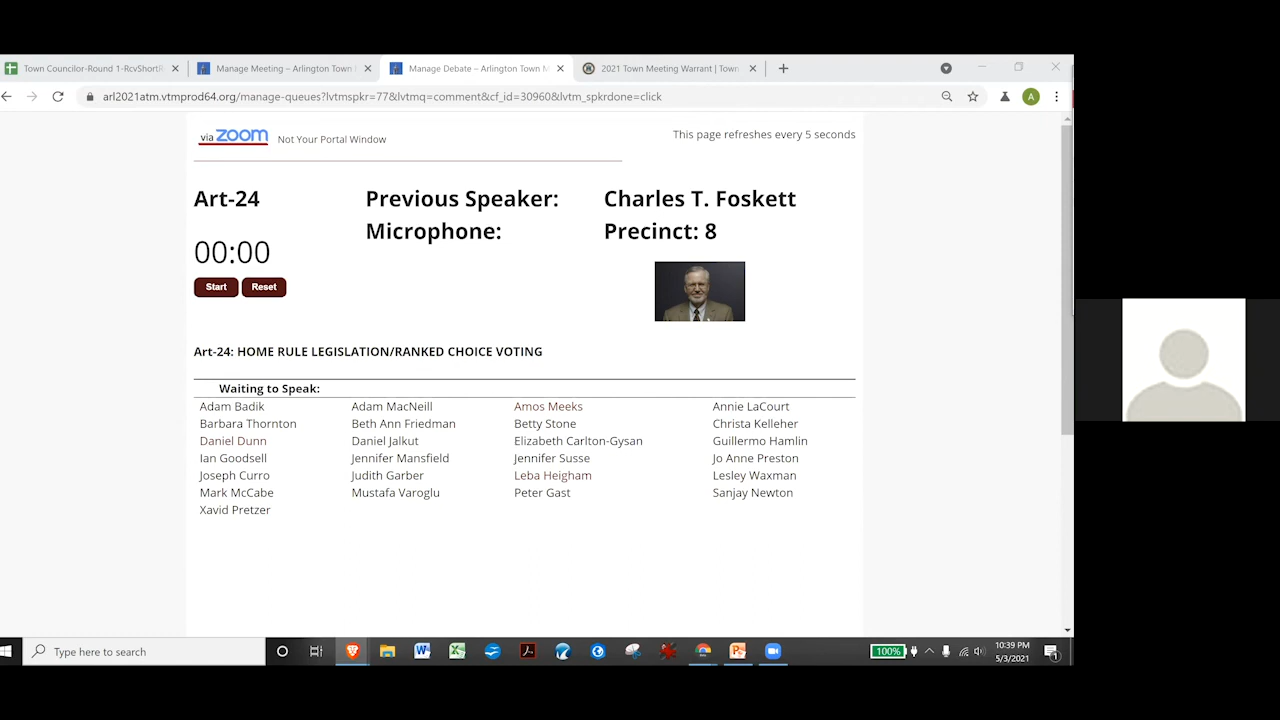 Town Councilor-Round 1-RcvShortR
Manage Meeting – Arlington Town
Manage Debate – Arlington Town M
2021 Town Meeting Warrant | Town
arl2021atm.vtmprod64.org/manage-queues?lvtmspkr=77&lvtmq=comment&cf_id=30960&lvtm_spkrdone=click
A
via zoom Not Your Portal Window
This page refreshes every 5 seconds
Art-24 Previous Speaker: Charles T. Foskett
Microphone: Precinct: 8
00:00
Start Reset
Art-24: HOME RULE LEGISLATION/RANKED CHOICE VOTING
Waiting to Speak:
Adam Badik Adam MacNeill Amos Meeks Annie LaCourt
Barbara Thornton Beth Ann Friedman Betty Stone Christa Kelleher
Daniel Dunn Daniel Jalkut Elizabeth Carlton-Gysan Guillermo Hamlin
Ian Goodsell Jennifer Mansfield Jennifer Susse Jo Anne Preston
Joseph Curro Judith Garber Leba Heigham Lesley Waxman
Mark McCabe Mustafa Varoglu Peter Gast Sanjay Newton
Xavid Pretzer
Type here to search
100%
10:39 PM
5/3/2021
1